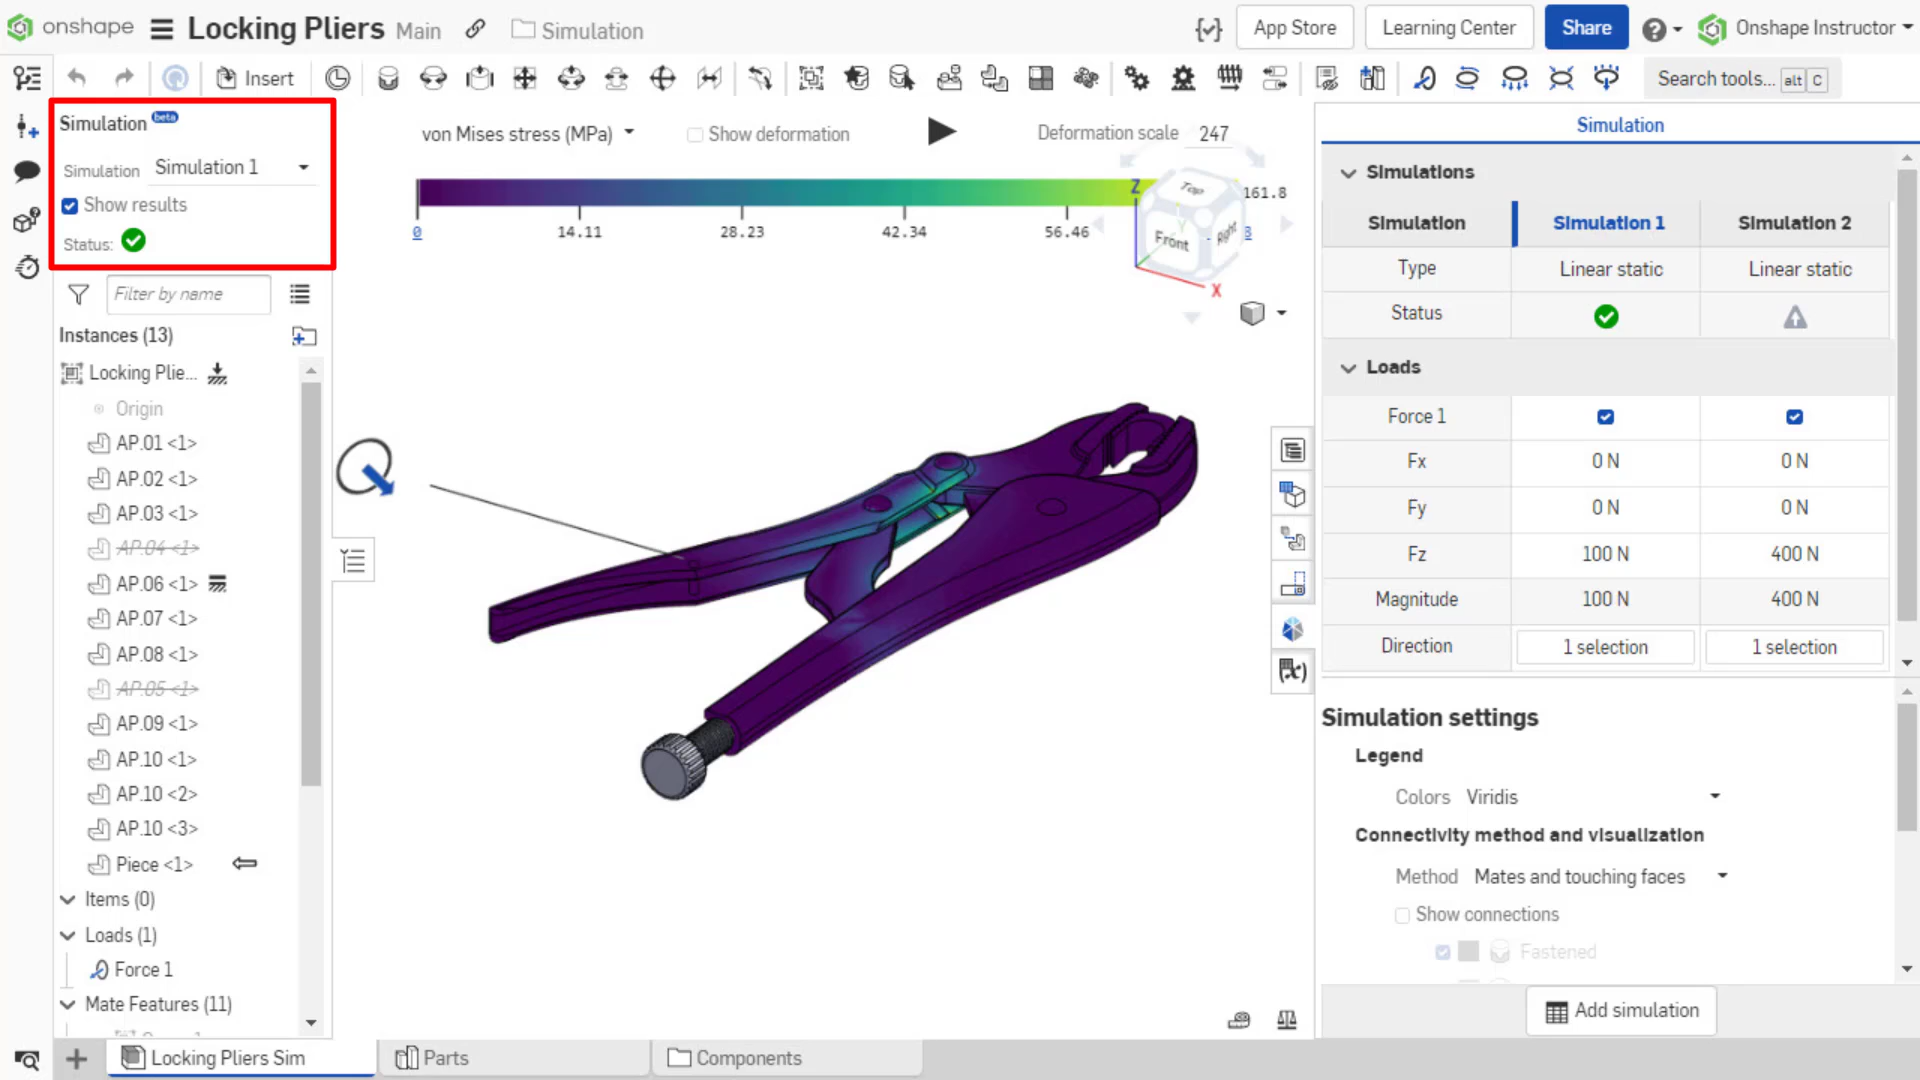 onshape Locking Pliers Main Simulation App Store Learning Center Share Onshape Instructor
Insert Search tools... alt C
Simulation beta
Simulation Simulation 1
Show results
Status:
Filter by name
Instances (13)
Locking Plie...
Origin
AP.01 <1>
AP.02 <1>
AP.03 <1>
AP.04 <1>
AP.06 <1>
AP.07 <1>
AP.08 <1>
AP.05 <1>
AP.09 <1>
AP.10 <1>
AP.10 <2>
AP.10 <3>
Piece <1>
Items (0)
Loads (1)
Force 1
Mate Features (11)
von Mises stress (MPa) Show deformation Deformation scale 247
161.8
0 14.11 28.23 42.34 56.46
Z
Top
Y
Front Right
X
Simulation
Simulations
Simulation Simulation 1 Simulation 2
Type Linear static Linear static
Status
Loads
Force 1
Fx 0 N 0 N
Fy 0 N 0 N
Fz 100 N 400 N
Magnitude 100 N 400 N
Direction 1 selection 1 selection
Simulation settings
Legend
Colors Viridis
Connectivity method and visualization
Method Mates and touching faces
Show connections
Fastened
Add simulation
Locking Pliers Sim Parts Components